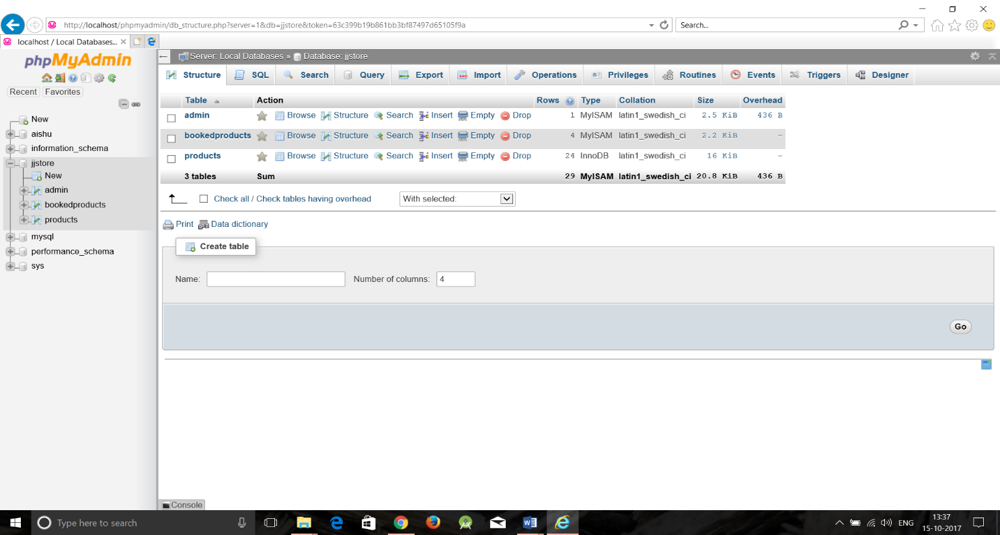 http://localhost/phpmyadmin/db_structure.php?server=1&db=jjstore&token=63c399b19b861bb3bf87497d65105f9a
Search...
localhost / Local Databases...
phpMyAdmin
Recent Favorites
New
aishu
information_schema
jjstore
New
admin
bookedproducts
products
mysql
performance_schema
sys
Server: Local Databases » Database: jjstore
Structure SQL Search Query Export Import Operations Privileges Routines Events Triggers Designer
Table Action Rows Type Collation Size Overhead
admin Browse Structure Search Insert Empty Drop 1 MyISAM latin1_swedish_ci 2.5 KiB 436 B
bookedproducts Browse Structure Search Insert Empty Drop 4 MyISAM latin1_swedish_ci 2.2 KiB -
products Browse Structure Search Insert Empty Drop 24 InnoDB latin1_swedish_ci 16 KiB -
3 tables Sum 29 MyISAM latin1_swedish_ci 20.8 KiB 436 B
Check all / Check tables having overhead With selected:
Print Data dictionary
Create table
Name: Number of columns: 4
Go
Console
Type here to search
ENG
13:37
15-10-2017